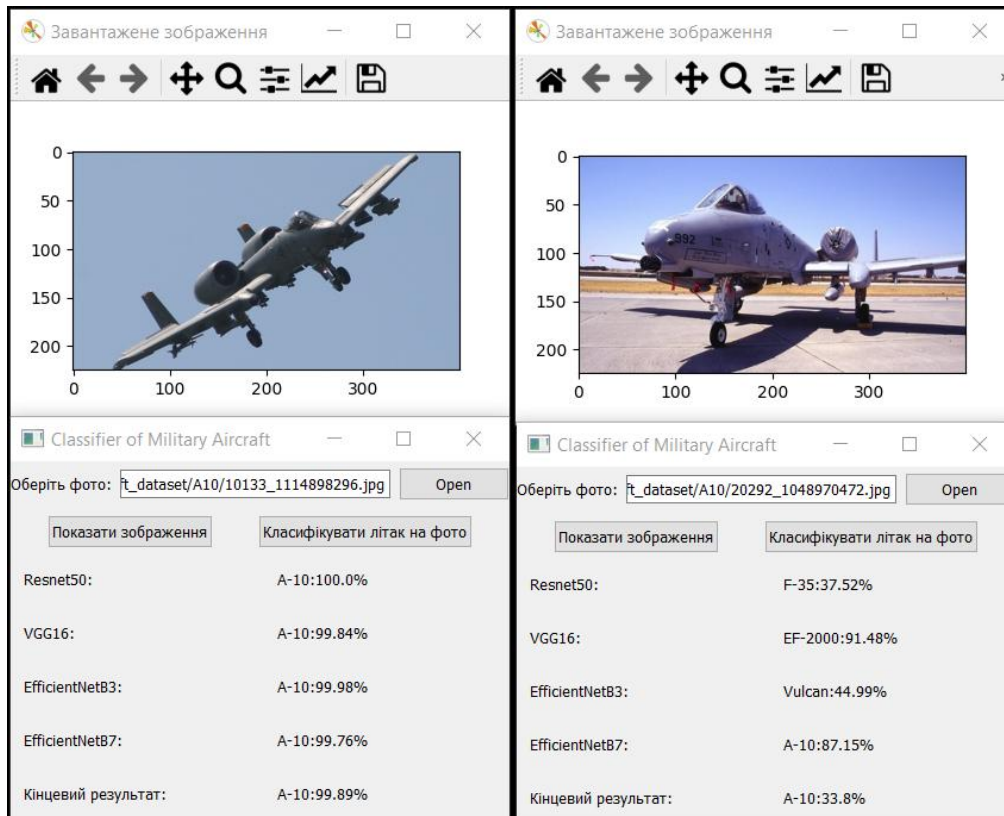 Завантажене зображення
0
50
100
150
200
0 100 200 300
Classifier of Military Aircraft
Оберіть фото: ft_dataset/A10/10133_1114898296.jpg Open
Показати зображення Класифікувати літак на фото
Resnet50: A-10:100.0%
VGG16: A-10:99.84%
EfficientNetB3: A-10:99.98%
EfficientNetB7: A-10:99.76%
Кінцевий результат: A-10:99.89%
Завантажене зображення
0
50
100
150
200
992
0 100 200 300
Classifier of Military Aircraft
Оберіть фото: ft_dataset/A10/20292_1048970472.jpg Open
Показати зображення Класифікувати літак на фото
Resnet50: F-35:37.52%
VGG16: EF-2000:91.48%
EfficientNetB3: Vulcan:44.99%
EfficientNetB7: A-10:87.15%
Кінцевий результат: A-10:33.8%